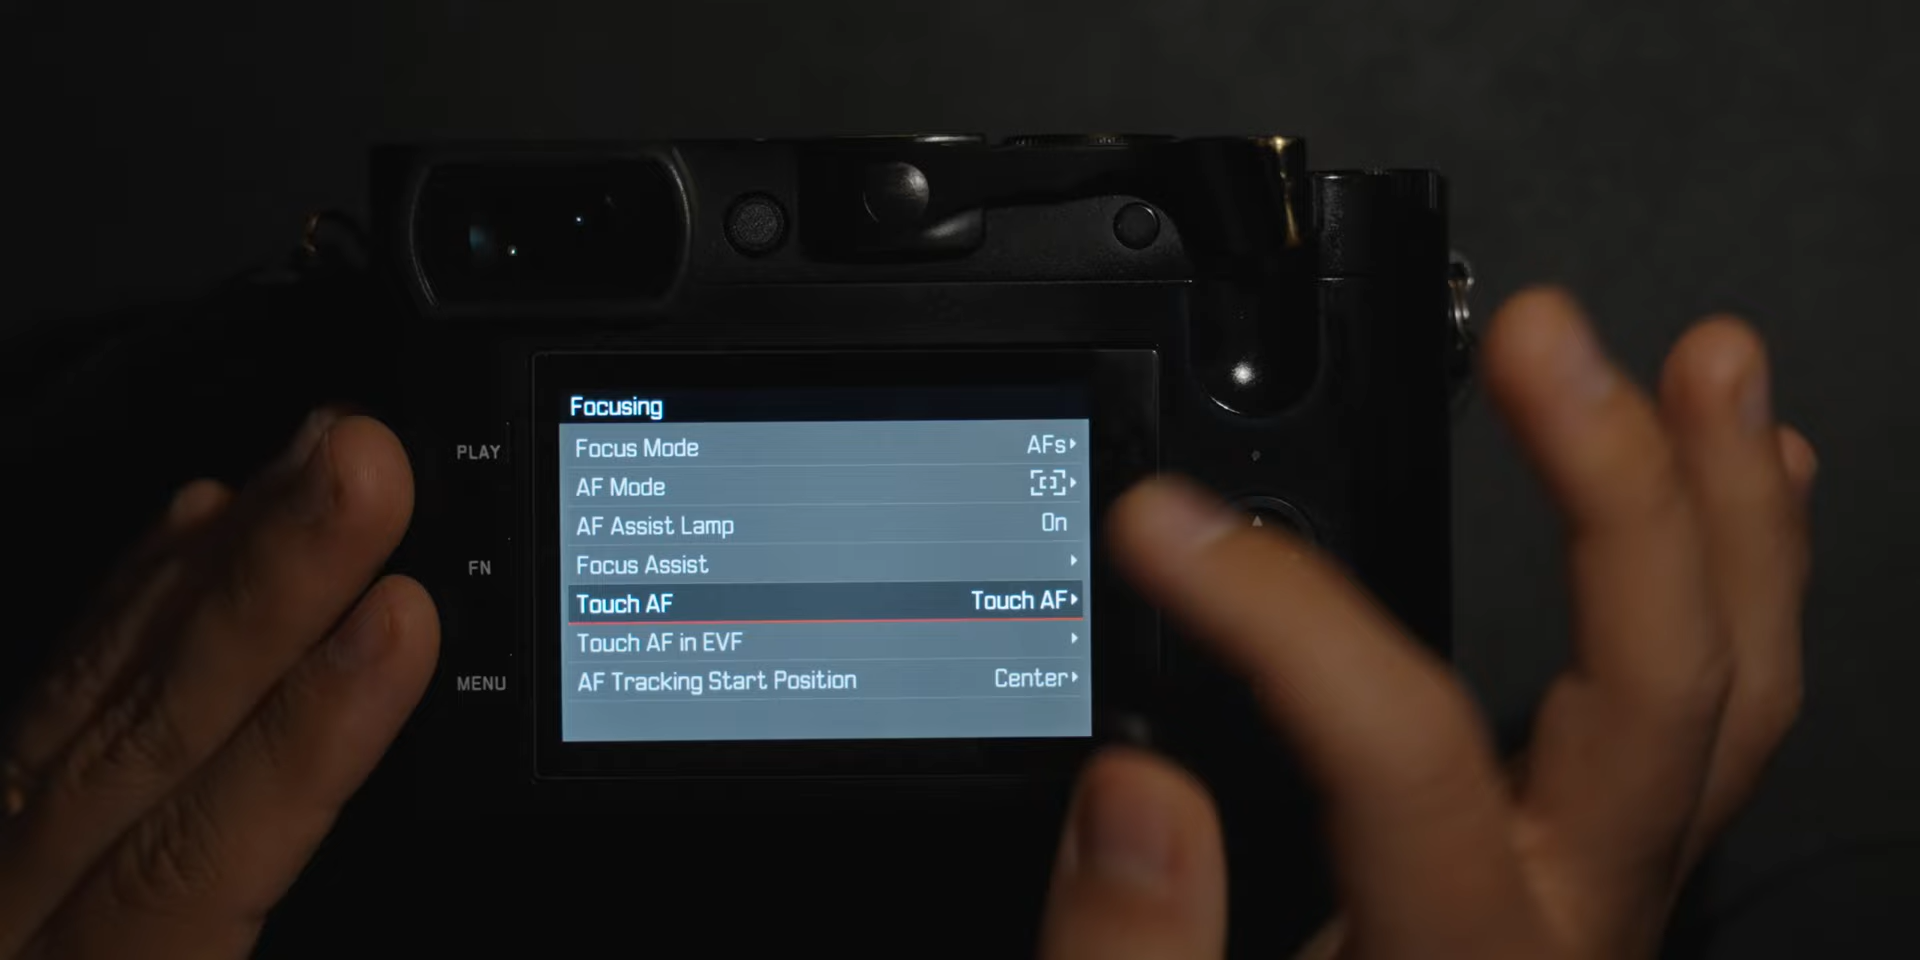 Focusing
Focus Mode AFs
AF Mode
AF Assist Lamp On
Focus Assist
Touch AF Touch AF
Touch AF in EVF
AF Tracking Start Position Center
PLAY
FN
MENU